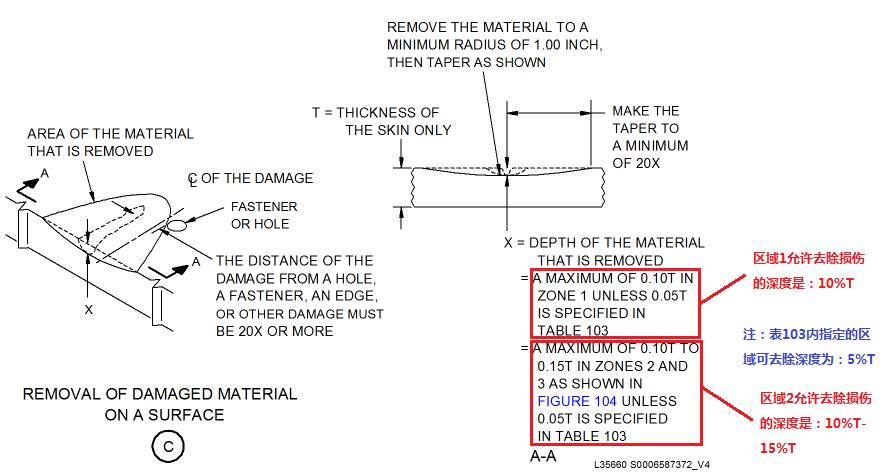 REMOVE THE MATERIAL TO A
MINIMUM RADIUS OF 1.00 INCH,
THEN TAPER AS SHOWN
T = THICKNESS OF
THE SKIN ONLY
MAKE THE
TAPER TO
A MINIMUM
OF 20X
AREA OF THE MATERIAL
THAT IS REMOVED
A
℄ OF THE DAMAGE
FASTENER
OR HOLE
A
THE DISTANCE OF THE
DAMAGE FROM A HOLE,
A FASTENER, AN EDGE,
OR OTHER DAMAGE MUST
BE 20X OR MORE
X
X = DEPTH OF THE MATERIAL
THAT IS REMOVED
= A MAXIMUM OF 0.10T IN
ZONE 1 UNLESS 0.05T
IS SPECIFIED IN
TABLE 103
= A MAXIMUM OF 0.10T TO
0.15T IN ZONES 2 AND
3 AS SHOWN IN
FIGURE 104 UNLESS
0.05T IS SPECIFIED
IN TABLE 103
区域1允许去除损伤
的深度是：10%T
注：表103内指定的区
域可去除深度为：5%T
区域2允许去除损伤
的深度是：10%T-
15%T
REMOVAL OF DAMAGED MATERIAL
ON A SURFACE
C
A-A
L35660 S0006587372_V4